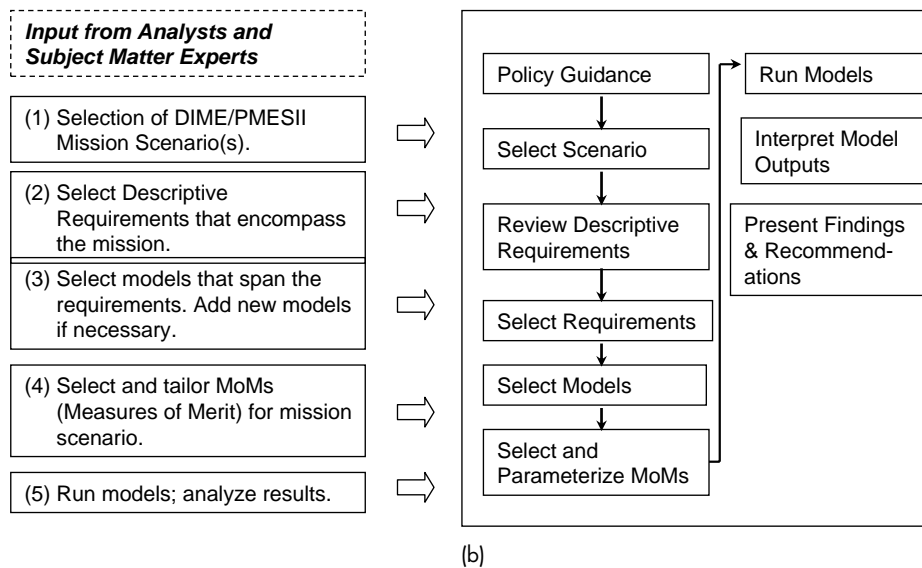 Input from Analysts and
Subject Matter Experts
(1) Selection of DIME/PMESII
Mission Scenario(s).
(2) Select Descriptive
Requirements that encompass
the mission.
(3) Select models that span the
requirements. Add new models
if necessary.
(4) Select and tailor MoMs
(Measures of Merit) for mission
scenario.
(5) Run models; analyze results.
Policy Guidance
Select Scenario
Review Descriptive
Requirements
Select Requirements
Select Models
Select and
Parameterize MoMs
Run Models
Interpret Model
Outputs
Present Findings
& Recommend-
ations
(b)